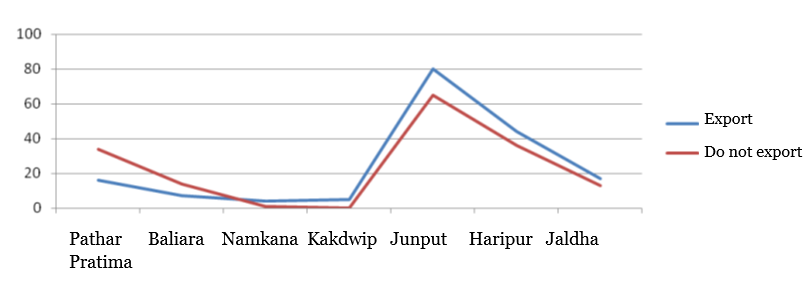 100
80
60
40
20
0
Export
Do not export
Pathar Baliara Namkana Kakdwip Junput Haripur Jaldha
Pratima